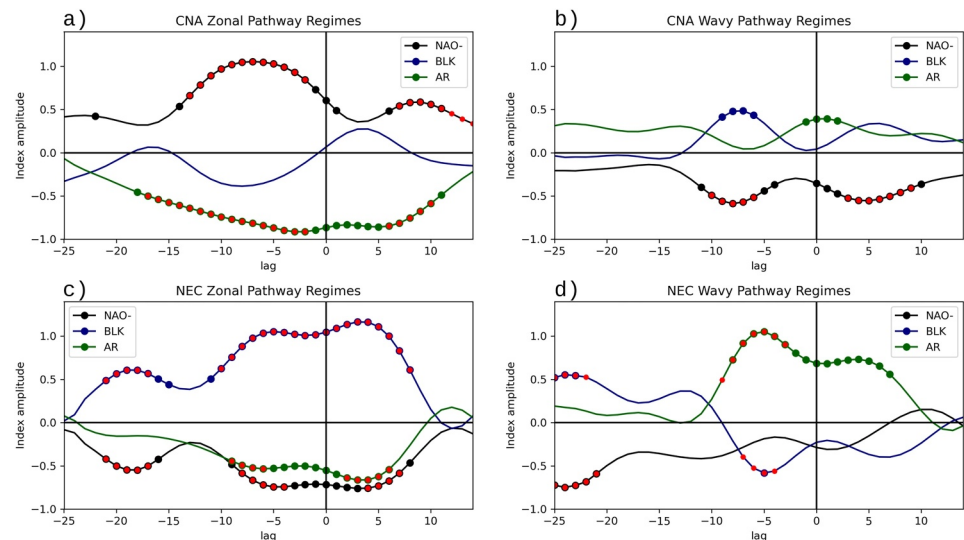 a) CNA Zonal Pathway Regimes
NAO-
BLK
AR
Index amplitude
1.0
0.5
0.0
−0.5
−1.0
−25 −20 −15 −10 −5 0 5 10
lag
b) CNA Wavy Pathway Regimes
NAO-
BLK
AR
Index amplitude
1.0
0.5
0.0
−0.5
−1.0
−25 −20 −15 −10 −5 0 5 10
lag
c) NEC Zonal Pathway Regimes
NAO-
BLK
AR
Index amplitude
1.0
0.5
0.0
−0.5
−1.0
−25 −20 −15 −10 −5 0 5 10
lag
d) NEC Wavy Pathway Regimes
NAO-
BLK
AR
Index amplitude
1.0
0.5
0.0
−0.5
−1.0
−25 −20 −15 −10 −5 0 5 10
lag